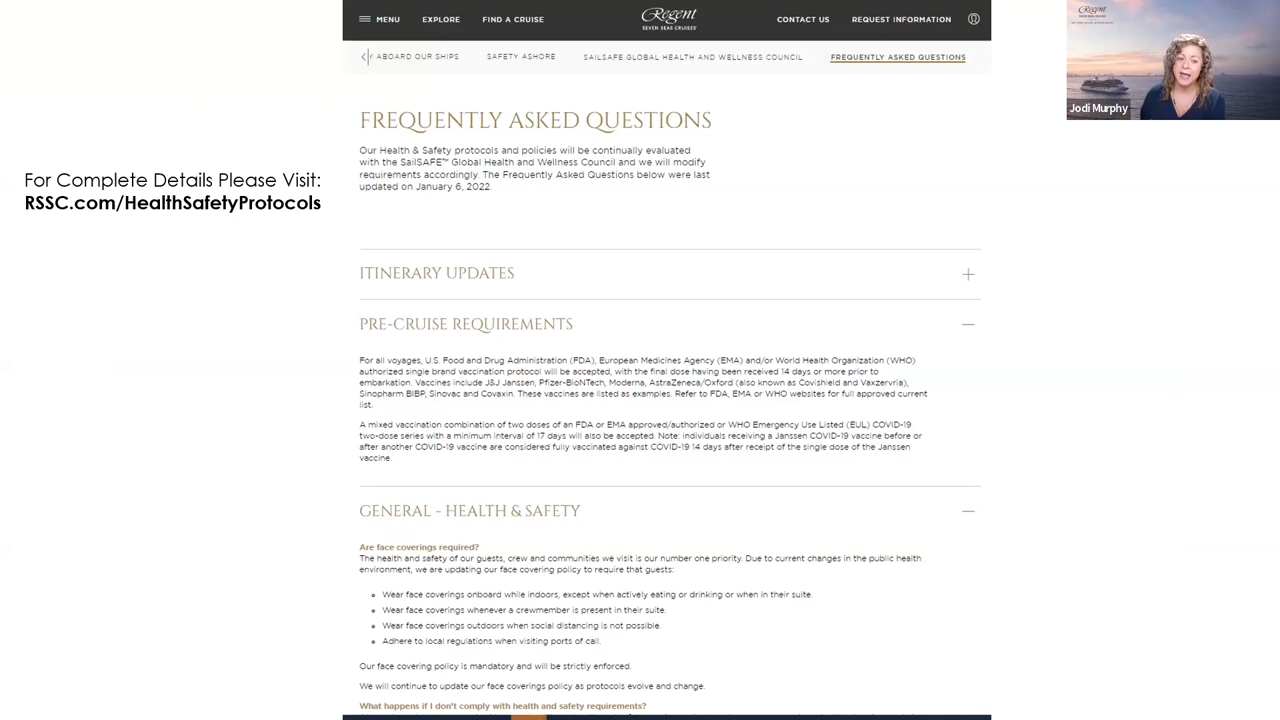 MENU EXPLORE FIND A CRUISE Regent CONTACT US REQUEST INFORMATION
SEVEN SEAS CRUISES
ABOARD OUR SHIPS SAFETY ASHORE SAILSAFE GLOBAL HEALTH AND WELLNESS COUNCIL FREQUENTLY ASKED QUESTIONS
Regent
Jodi Murphy
For Complete Details Please Visit:
RSSC.com/HealthSafetyProtocols
FREQUENTLY ASKED QUESTIONS
Our Health & Safety protocols and policies will be continually evaluated
with the SailSAFE™ Global Health and Wellness Council and we will modify
requirements accordingly. The Frequently Asked Questions below were last
updated on January 6, 2022.
ITINERARY UPDATES
PRE-CRUISE REQUIREMENTS
For all voyages, U.S. Food and Drug Administration (FDA), European Medicines Agency (EMA) and/or World Health Organization (WHO)
authorized single brand vaccination protocol will be accepted, with the final dose having been received 14 days or more prior to
embarkation. Vaccines include J&J Janssen, Pfizer-BioNTech, Moderna, AstraZeneca/Oxford (also known as Covishield and Vaxzervria),
Sinopharm BIBP, Sinovac and Covaxin. These vaccines are listed as examples. Refer to FDA, EMA or WHO websites for full approved current
list.
A mixed vaccination combination of two doses of an FDA or EMA approved/authorized or WHO Emergency Use Listed (EUL) COVID-19
two-dose series with a minimum interval of 17 days will also be accepted. Note: individuals receiving a Janssen COVID-19 vaccine before or
after another COVID-19 vaccine are considered fully vaccinated against COVID-19 14 days after receipt of the single dose of the Janssen
vaccine.
GENERAL - HEALTH & SAFETY
Are face coverings required?
The health and safety of our guests, crew and communities we visit is our number one priority. Due to current changes in the public health
environment, we are updating our face covering policy to require that guests:
Wear face coverings onboard while indoors, except when actively eating or drinking or when in their suite.
Wear face coverings whenever a crewmember is present in their suite.
Wear face coverings outdoors when social distancing is not possible.
Adhere to local regulations when visiting ports of call.
Our face covering policy is mandatory and will be strictly enforced.
We will continue to update our face coverings policy as protocols evolve and change.
What happens if I don't comply with health and safety requirements?